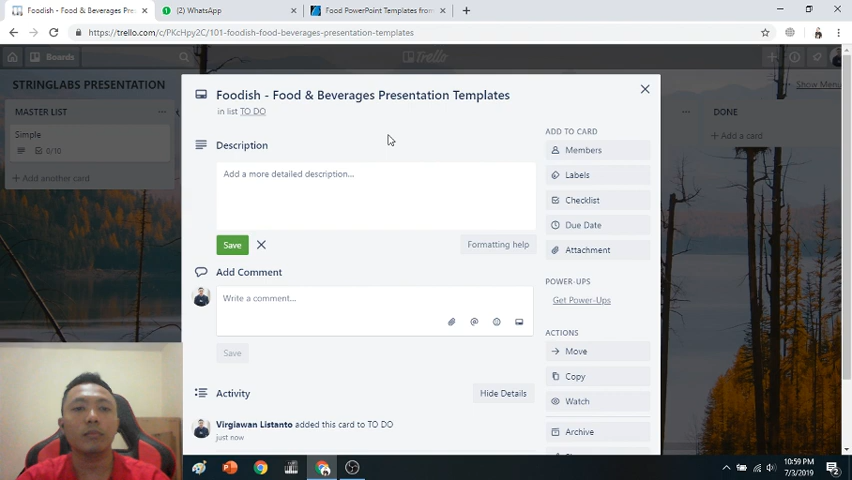 Foodish - Food & Beverages Pres
(2) WhatsApp
Food PowerPoint Templates from
https://trello.com/c/PKcHpy2C/101-foodish-food-beverages-presentation-templates
Boards
Trello
STRINGLABS PRESENTATION
Show Menu
MASTER LIST
Simple
0/10
+ Add another card
DONE
+ Add a card
Foodish - Food & Beverages Presentation Templates
in list TO DO
Description
Add a more detailed description...
Save
Formatting help
Add Comment
Write a comment...
Save
Activity
Hide Details
Virgiawan Listanto added this card to TO DO
just now
ADD TO CARD
Members
Labels
Checklist
Due Date
Attachment
POWER-UPS
Get Power-Ups
ACTIONS
Move
Copy
Watch
Archive
10:59 PM
7/3/2019
2